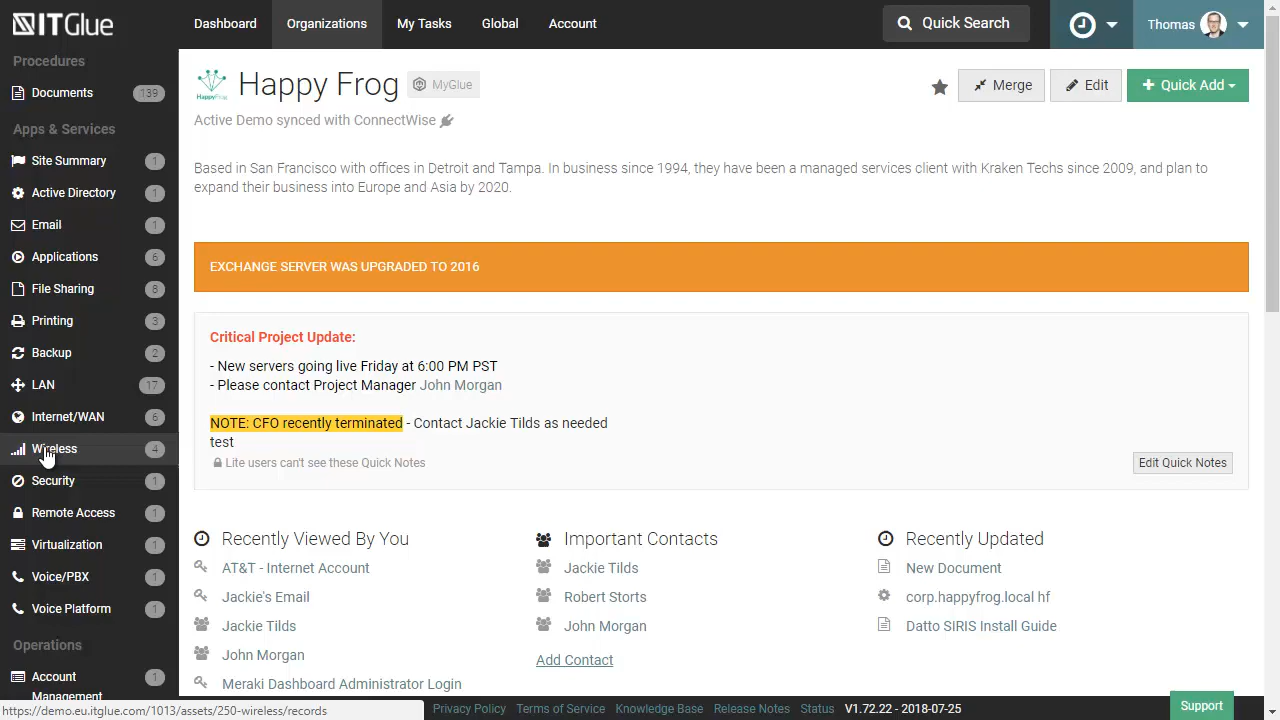 ITGlue
Dashboard
Organizations
My Tasks
Global
Account
Quick Search
Thomas
Procedures
Documents 139
Apps & Services
Site Summary 1
Active Directory 1
Email 1
Applications 6
File Sharing 8
Printing 3
Backup 2
LAN 17
Internet/WAN 6
Wireless 4
Security 1
Remote Access 1
Virtualization 1
Voice/PBX 1
Voice Platform 1
Operations
Account 1
Management
HappyFrog
Happy Frog
MyGlue
Merge
Edit
Quick Add
Active Demo synced with ConnectWise
Based in San Francisco with offices in Detroit and Tampa. In business since 1994, they have been a managed services client with Kraken Techs since 2009, and plan to
expand their business into Europe and Asia by 2020.
EXCHANGE SERVER WAS UPGRADED TO 2016
Critical Project Update:
- New servers going live Friday at 6:00 PM PST
- Please contact Project Manager John Morgan
NOTE: CFO recently terminated - Contact Jackie Tilds as needed
test
Lite users can't see these Quick Notes
Edit Quick Notes
Recently Viewed By You
AT&T - Internet Account
Jackie's Email
Jackie Tilds
John Morgan
Meraki Dashboard Administrator Login
Important Contacts
Jackie Tilds
Robert Storts
John Morgan
Add Contact
Recently Updated
New Document
corp.happyfrog.local hf
Datto SIRIS Install Guide
https://demo.eu.itglue.com/1013/assets/250-wireless/records
Privacy Policy
Terms of Service
Knowledge Base
Release Notes
Status
V1.72.22 - 2018-07-25
Support